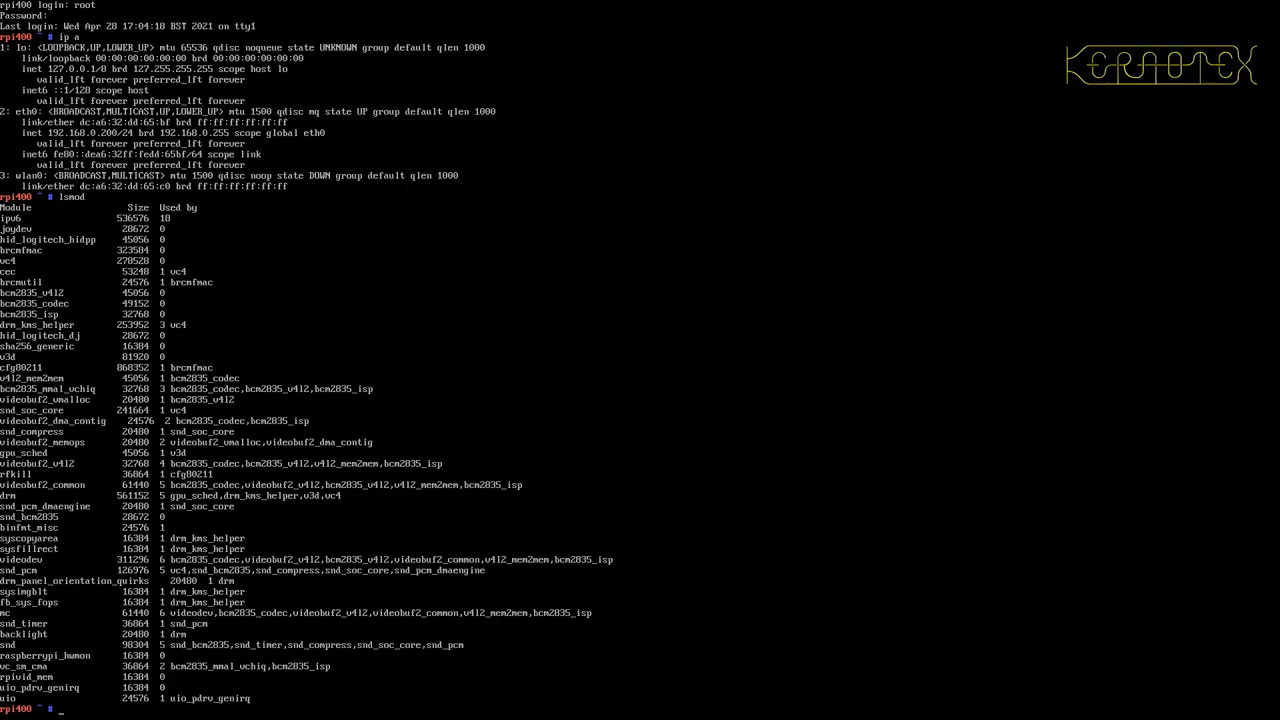 rpi400 login: root
Password:
Last login: Wed Apr 28 17:04:18 BST 2021 on tty1
rpi400 ~ # ip a
1: lo: <LOOPBACK,UP,LOWER_UP> mtu 65536 qdisc noqueue state UNKNOWN group default qlen 1000
    link/loopback 00:00:00:00:00:00 brd 00:00:00:00:00:00
    inet 127.0.0.1/8 brd 127.255.255.255 scope host lo
       valid_lft forever preferred_lft forever
    inet6 ::1/128 scope host
       valid_lft forever preferred_lft forever
2: eth0: <BROADCAST,MULTICAST,UP,LOWER_UP> mtu 1500 qdisc mq state UP group default qlen 1000
    link/ether dc:a6:32:dd:65:bf brd ff:ff:ff:ff:ff:ff
    inet 192.168.0.200/24 brd 192.168.0.255 scope global eth0
       valid_lft forever preferred_lft forever
    inet6 fe80::dea6:32ff:fedd:65bf/64 scope link
       valid_lft forever preferred_lft forever
3: wlan0: <BROADCAST,MULTICAST> mtu 1500 qdisc noop state DOWN group default qlen 1000
    link/ether dc:a6:32:dd:65:c0 brd ff:ff:ff:ff:ff:ff
rpi400 ~ # lsmod
Module                  Size  Used by
ipv6                  536576  18
joydev                 28672  0
hid_logitech_hidpp     45056  0
brcmfmac              323584  0
vc4                   278528  0
cec                    53248  1 vc4
brcmutil               24576  1 brcmfmac
bcm2835_v4l2           45056  0
bcm2835_codec          49152  0
bcm2835_isp            32768  0
drm_kms_helper        253952  3 vc4
hid_logitech_dj        28672  0
sha256_generic         16384  0
v3d                    81920  0
cfg80211              868352  1 brcmfmac
v4l2_mem2mem           45056  1 bcm2835_codec
bcm2835_mmal_vchiq     32768  3 bcm2835_codec,bcm2835_v4l2,bcm2835_isp
videobuf2_vmalloc      20480  1 bcm2835_v4l2
snd_soc_core          241664  1 vc4
videobuf2_dma_contig    24576  2 bcm2835_codec,bcm2835_isp
snd_compress           20480  1 snd_soc_core
videobuf2_memops       20480  2 videobuf2_vmalloc,videobuf2_dma_contig
gpu_sched              45056  1 v3d
videobuf2_v4l2         32768  4 bcm2835_codec,bcm2835_v4l2,v4l2_mem2mem,bcm2835_isp
rfkill                 36864  1 cfg80211
videobuf2_common       61440  5 bcm2835_codec,videobuf2_v4l2,bcm2835_v4l2,v4l2_mem2mem,bcm2835_isp
drm                   561152  5 gpu_sched,drm_kms_helper,v3d,vc4
snd_pcm_dmaengine      20480  1 snd_soc_core
snd_bcm2835            28672  0
binfmt_misc            24576  1
syscopyarea            16384  1 drm_kms_helper
sysfillrect            16384  1 drm_kms_helper
videodev              311296  6 bcm2835_codec,videobuf2_v4l2,bcm2835_v4l2,videobuf2_common,v4l2_mem2mem,bcm2835_isp
snd_pcm               126976  5 vc4,snd_bcm2835,snd_compress,snd_soc_core,snd_pcm_dmaengine
drm_panel_orientation_quirks    20480  1 drm
sysimgblt              16384  1 drm_kms_helper
fb_sys_fops            16384  1 drm_kms_helper
mc                     61440  6 videodev,bcm2835_codec,videobuf2_v4l2,videobuf2_common,v4l2_mem2mem,bcm2835_isp
snd_timer              36864  1 snd_pcm
backlight              20480  1 drm
snd                    98304  5 snd_bcm2835,snd_timer,snd_compress,snd_soc_core,snd_pcm
raspberrypi_hwmon      16384  0
vc_sm_cma              36864  2 bcm2835_mmal_vchiq,bcm2835_isp
rpivid_mem             16384  0
uio_pdrv_genirq        16384  0
uio                    24576  1 uio_pdrv_genirq
rpi400 ~ # _